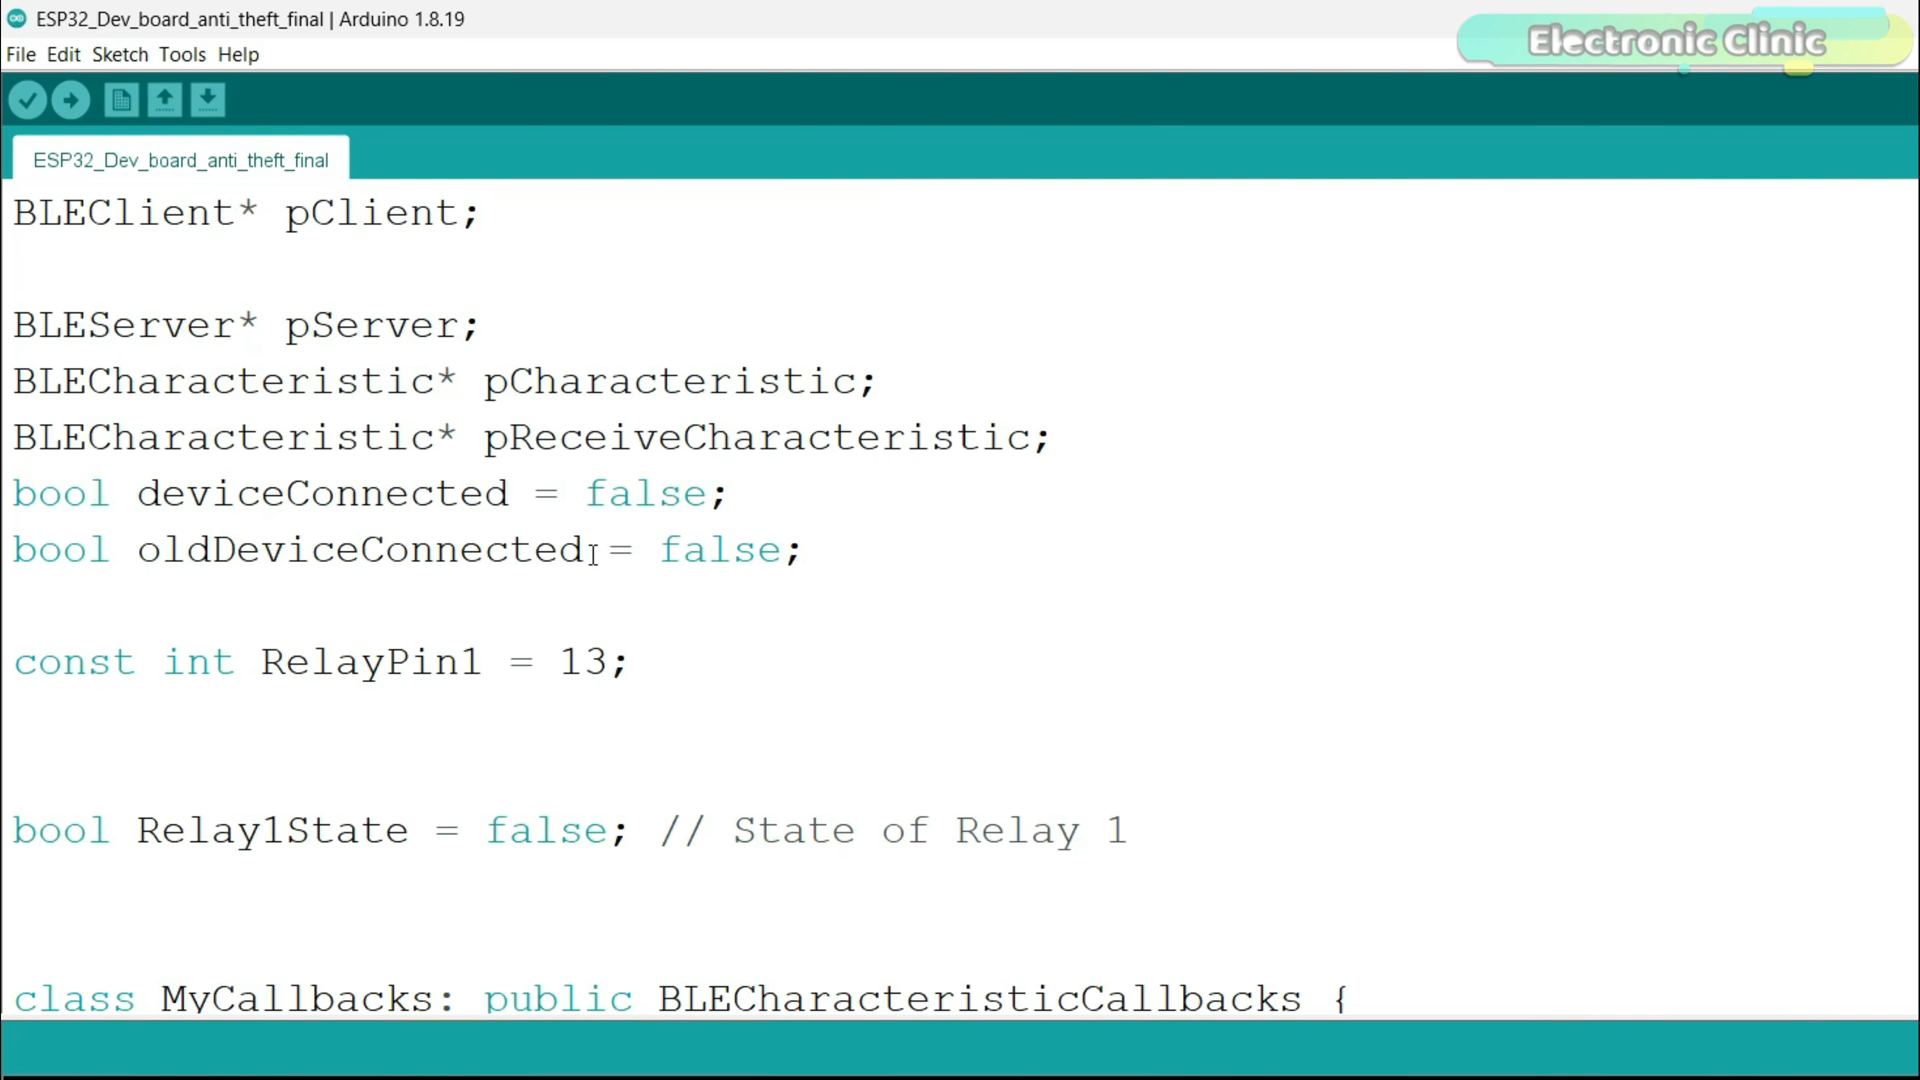 ESP32_Dev_board_anti_theft_final | Arduino 1.8.19
Electronic Clinic
File Edit Sketch Tools Help
ESP32_Dev_board_anti_theft_final
BLEClient* pClient;
BLEServer* pServer;
BLECharacteristic* pCharacteristic;
BLECharacteristic* pReceiveCharacteristic;
bool deviceConnected = false;
bool oldDeviceConnected = false;
const int RelayPin1 = 13;
bool Relay1State = false; // State of Relay 1
class MyCallbacks: public BLECharacteristicCallbacks {